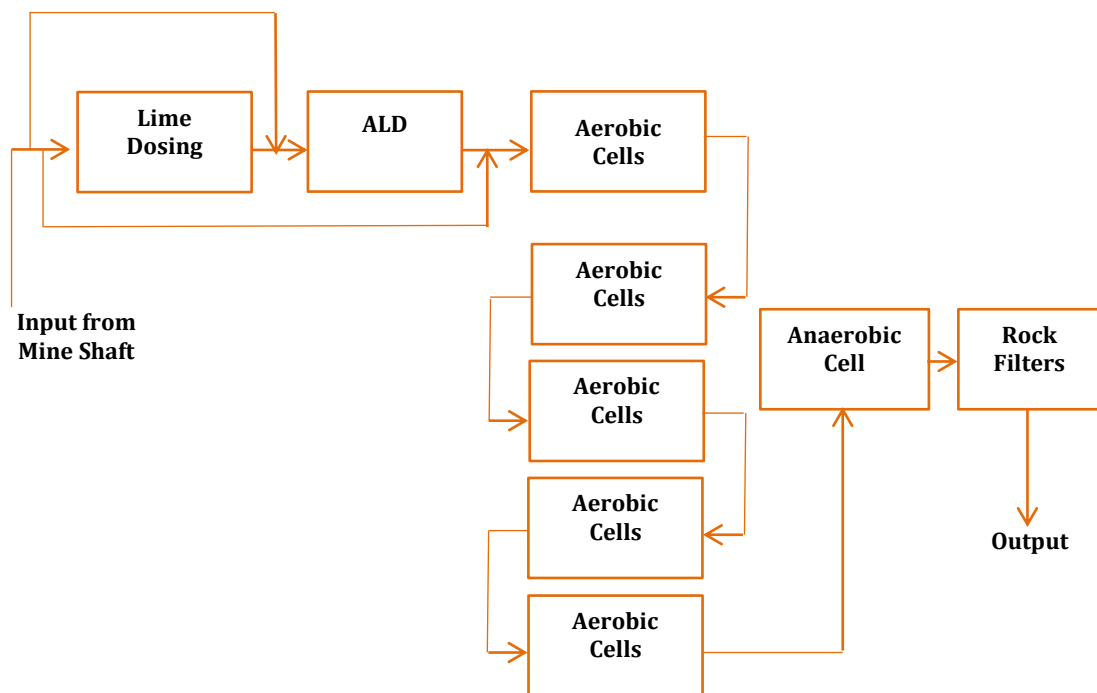 Lime
Dosing
ALD
Aerobic
Cells
Aerobic
Cells
Input from
Mine Shaft
Aerobic
Cells
Anaerobic
Cell
Rock
Filters
Aerobic
Cells
Output
Aerobic
Cells